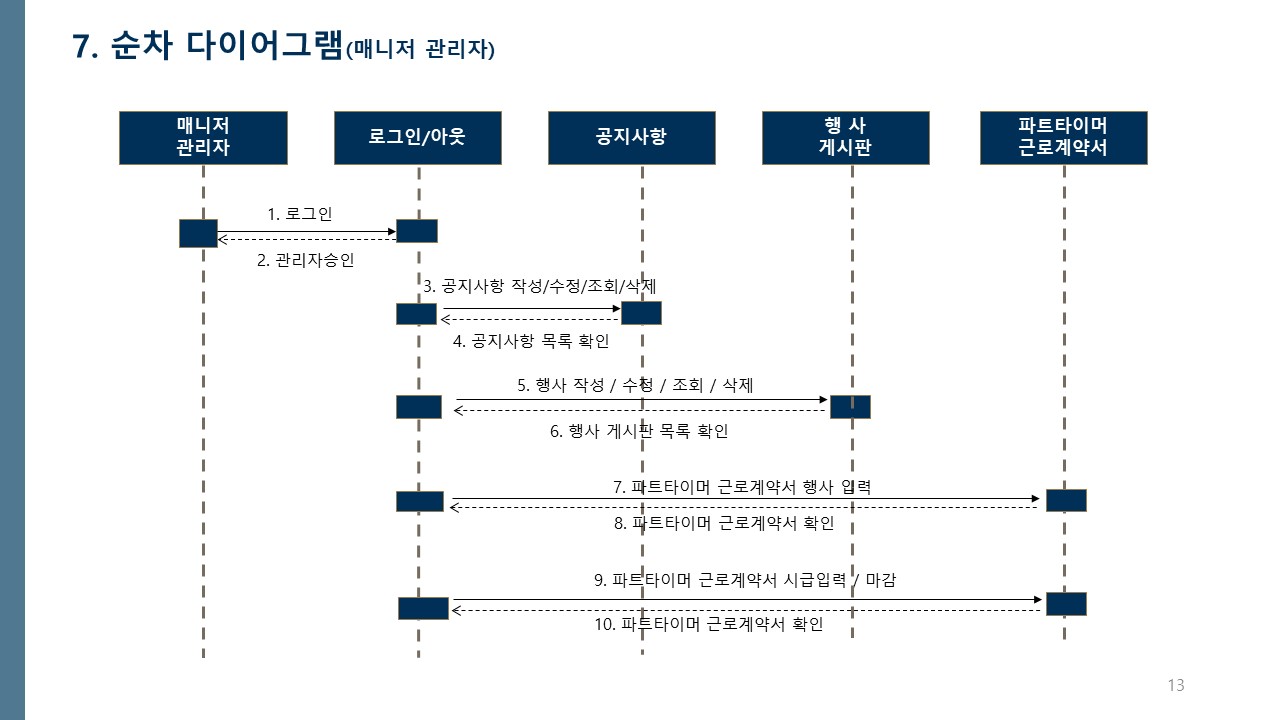 7. 순차 다이어그램(매니저 관리자)
매니저
관리자
로그인/아웃
공지사항
행 사
게시판
파트타이머
근로계약서
1. 로그인
2. 관리자승인
3. 공지사항 작성/수정/조회/삭제
4. 공지사항 목록 확인
5. 행사 작성 / 수정 / 조회 / 삭제
6. 행사 게시판 목록 확인
7. 파트타이머 근로계약서 행사 입력
8. 파트타이머 근로계약서 확인
9. 파트타이머 근로계약서 시급입력 / 마감
10. 파트타이머 근로계약서 확인
13